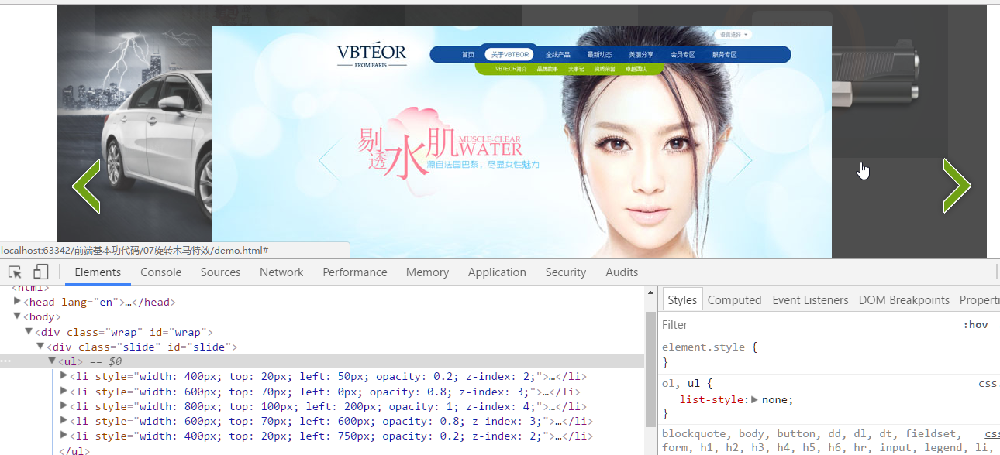 语言选择
VBTÉOR
FROM PARIS
首页 关于VBTEOR 全线产品 最新动态 美丽分享 会员专区 服务专区
VBTEOR简介 品牌故事 大事记 资质荣誉 卓越团队
剔透水肌
MUSCLE-CLEAR
WATER
源自法国巴黎，尽显女性魅力
localhost:63342/前端基本功代码/07旋转木马特效/demo.html#
Elements Console Sources Network Performance Memory Application Security Audits
<html>
<head lang="en">…</head>
<body>
<div class="wrap" id="wrap">
<div class="slide" id="slide">
<ul> == $0
<li style="width: 400px; top: 20px; left: 50px; opacity: 0.2; z-index: 2;">…</li>
<li style="width: 600px; top: 70px; left: 0px; opacity: 0.8; z-index: 3;">…</li>
<li style="width: 800px; top: 100px; left: 200px; opacity: 1; z-index: 4;">…</li>
<li style="width: 600px; top: 70px; left: 600px; opacity: 0.8; z-index: 3;">…</li>
<li style="width: 400px; top: 20px; left: 750px; opacity: 0.2; z-index: 2;">…</li>
</ul>
Styles Computed Event Listeners DOM Breakpoints Properti
Filter :hov
element.style {
}
ol, ul { css
list-style: none;
}
blockquote, body, button, dd, dl, dt, fieldset, css
form, h1, h2, h3, h4, h5, h6, hr, input, legend, li,